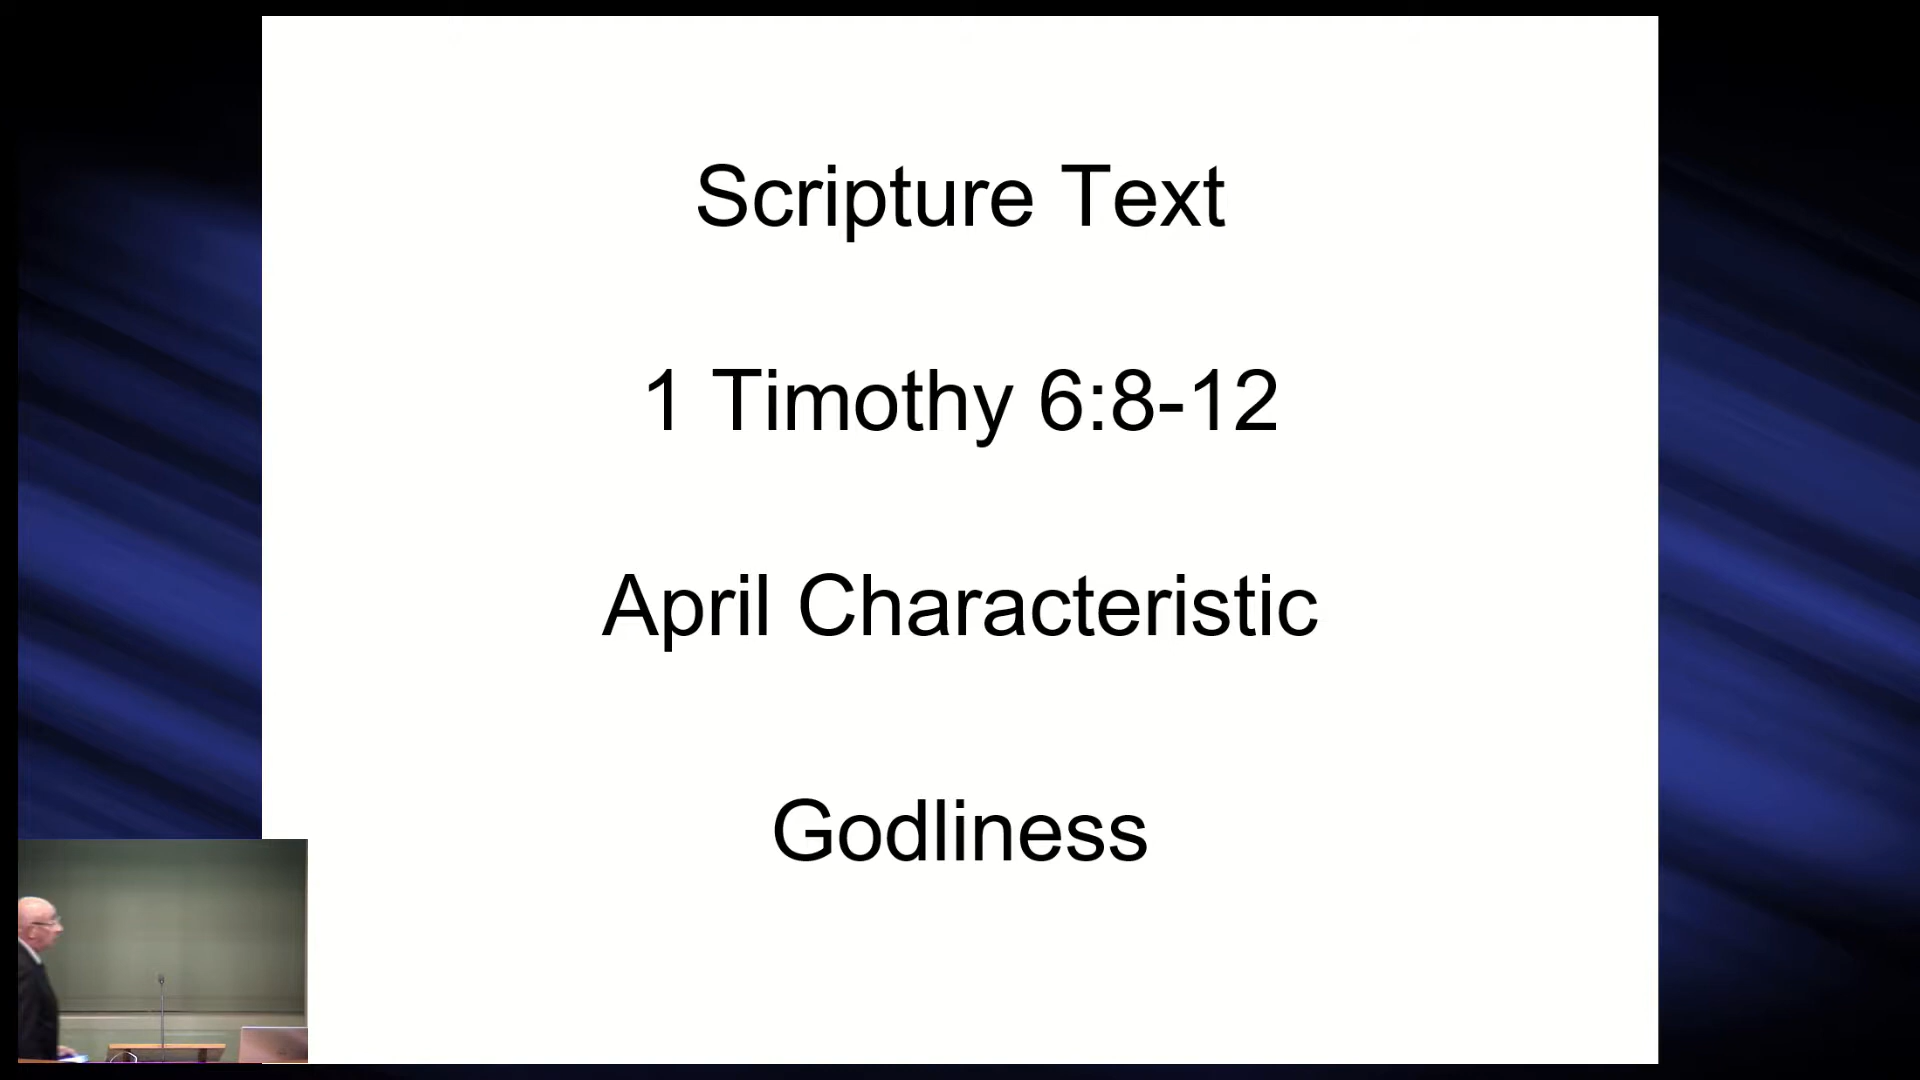 Scripture Text
1 Timothy 6:8-12
April Characteristic
Godliness